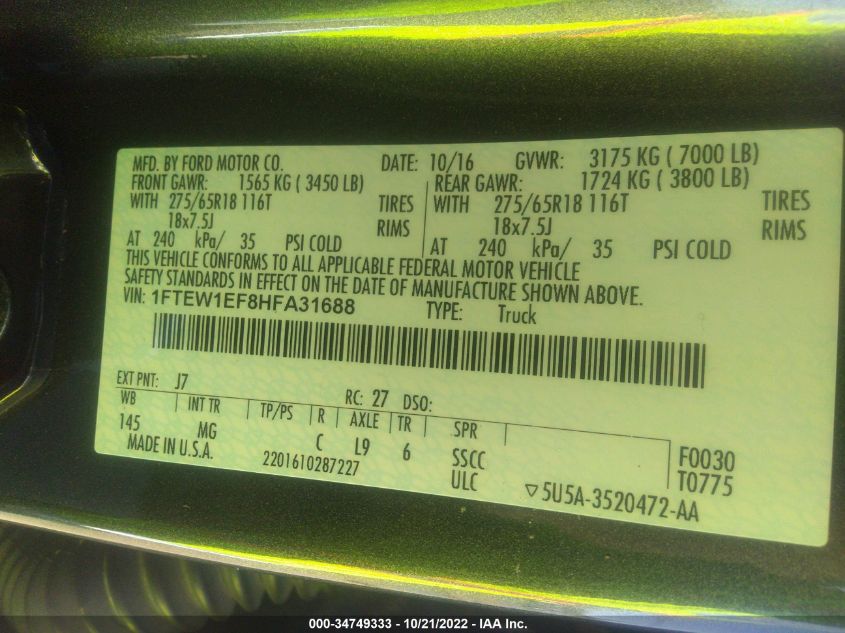 MFD. BY FORD MOTOR CO. DATE: 10/16 GVWR: 3175 KG ( 7000 LB)
FRONT GAWR: 1565 KG ( 3450 LB) REAR GAWR: 1724 KG ( 3800 LB)
WITH 275/65R18 116T TIRES WITH 275/65R18 116T TIRES
18x7.5J RIMS 18x7.5J RIMS
AT 240 kPa/ 35 PSI COLD AT 240 kPa/ 35 PSI COLD
THIS VEHICLE CONFORMS TO ALL APPLICABLE FEDERAL MOTOR VEHICLE
SAFETY STANDARDS IN EFFECT ON THE DATE OF MANUFACTURE SHOWN ABOVE.
VIN: 1FTEW1EF8HFA31688 TYPE: Truck
EXT PNT: J7 RC: 27 DSO:
WB INT TR TP/PS R AXLE TR SPR
145 MG C L9 6 SSCC F0030
MADE IN U.S.A. 2201610287227 ULC T0775
▽5U5A-3520472-AA
000-34749333 - 10/21/2022 - IAA Inc.